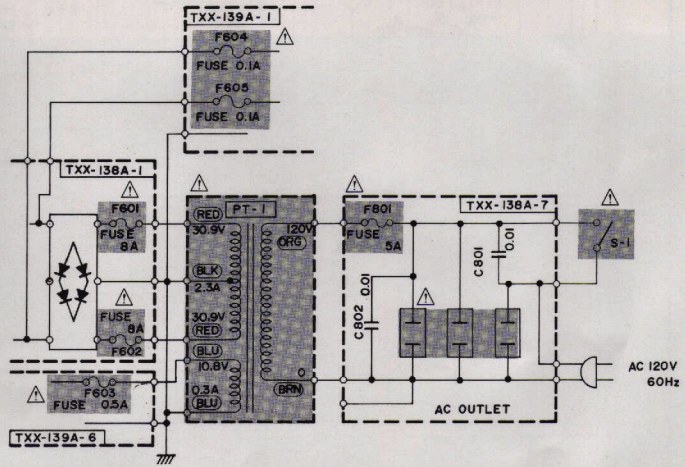 TXX-139A-1
F604
FUSE 0.1A
F605
FUSE 0.1A
TXX-138A-1
F601
FUSE
8A
RED
30.9V
PT-1
120V
ORG
F801
FUSE
5A
TXX-138A-7
C801
0.01
S-1
BLK
2.3A
FUSE
8A
F602
30.9V
RED
BLU
10.8V
C802
0.01
F603
FUSE 0.5A
0.3A
BLU
0
BRN
AC OUTLET
AC 120V
60Hz
TXX-139A-6